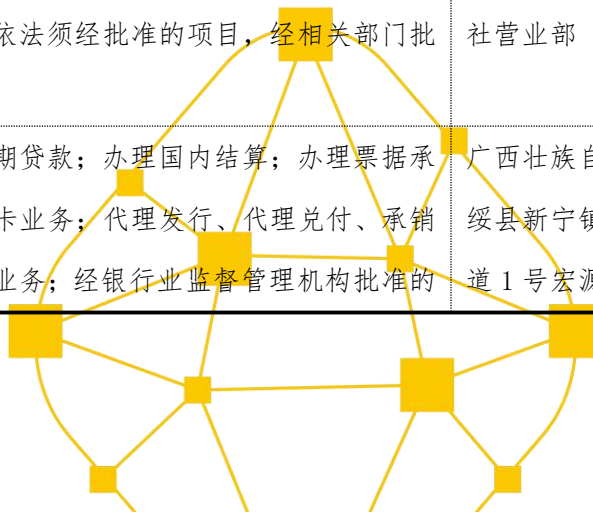 依法须经批准的项目，经相关部门批 社营业部
期贷款；办理国内结算；办理票据承 广西壮族自
卡业务；代理发行、代理兑付、承销 绥县新宁镇
业务；经银行业监督管理机构批准的 道 1 号宏源